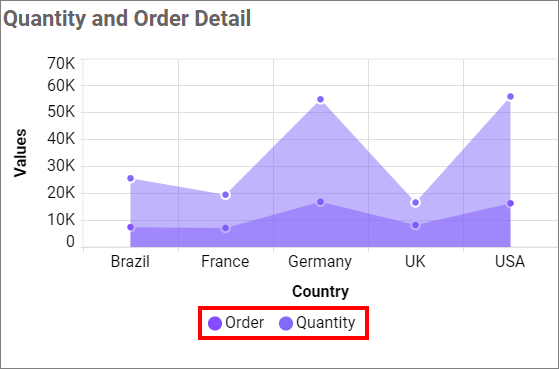 Quantity and Order Detail
70K
60K
50K
40K
30K
20K
10K
0
Values
Brazil France Germany UK USA
Country
Order Quantity